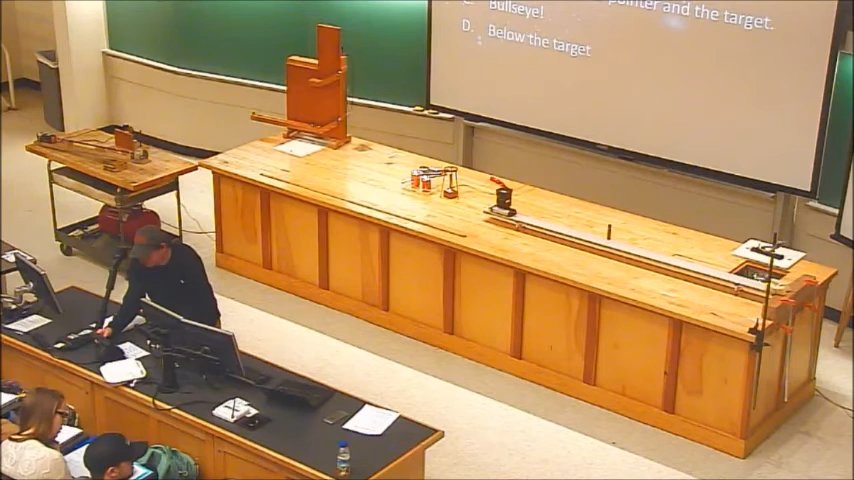 pointer and the target.
Bullseye!
D. Below the target